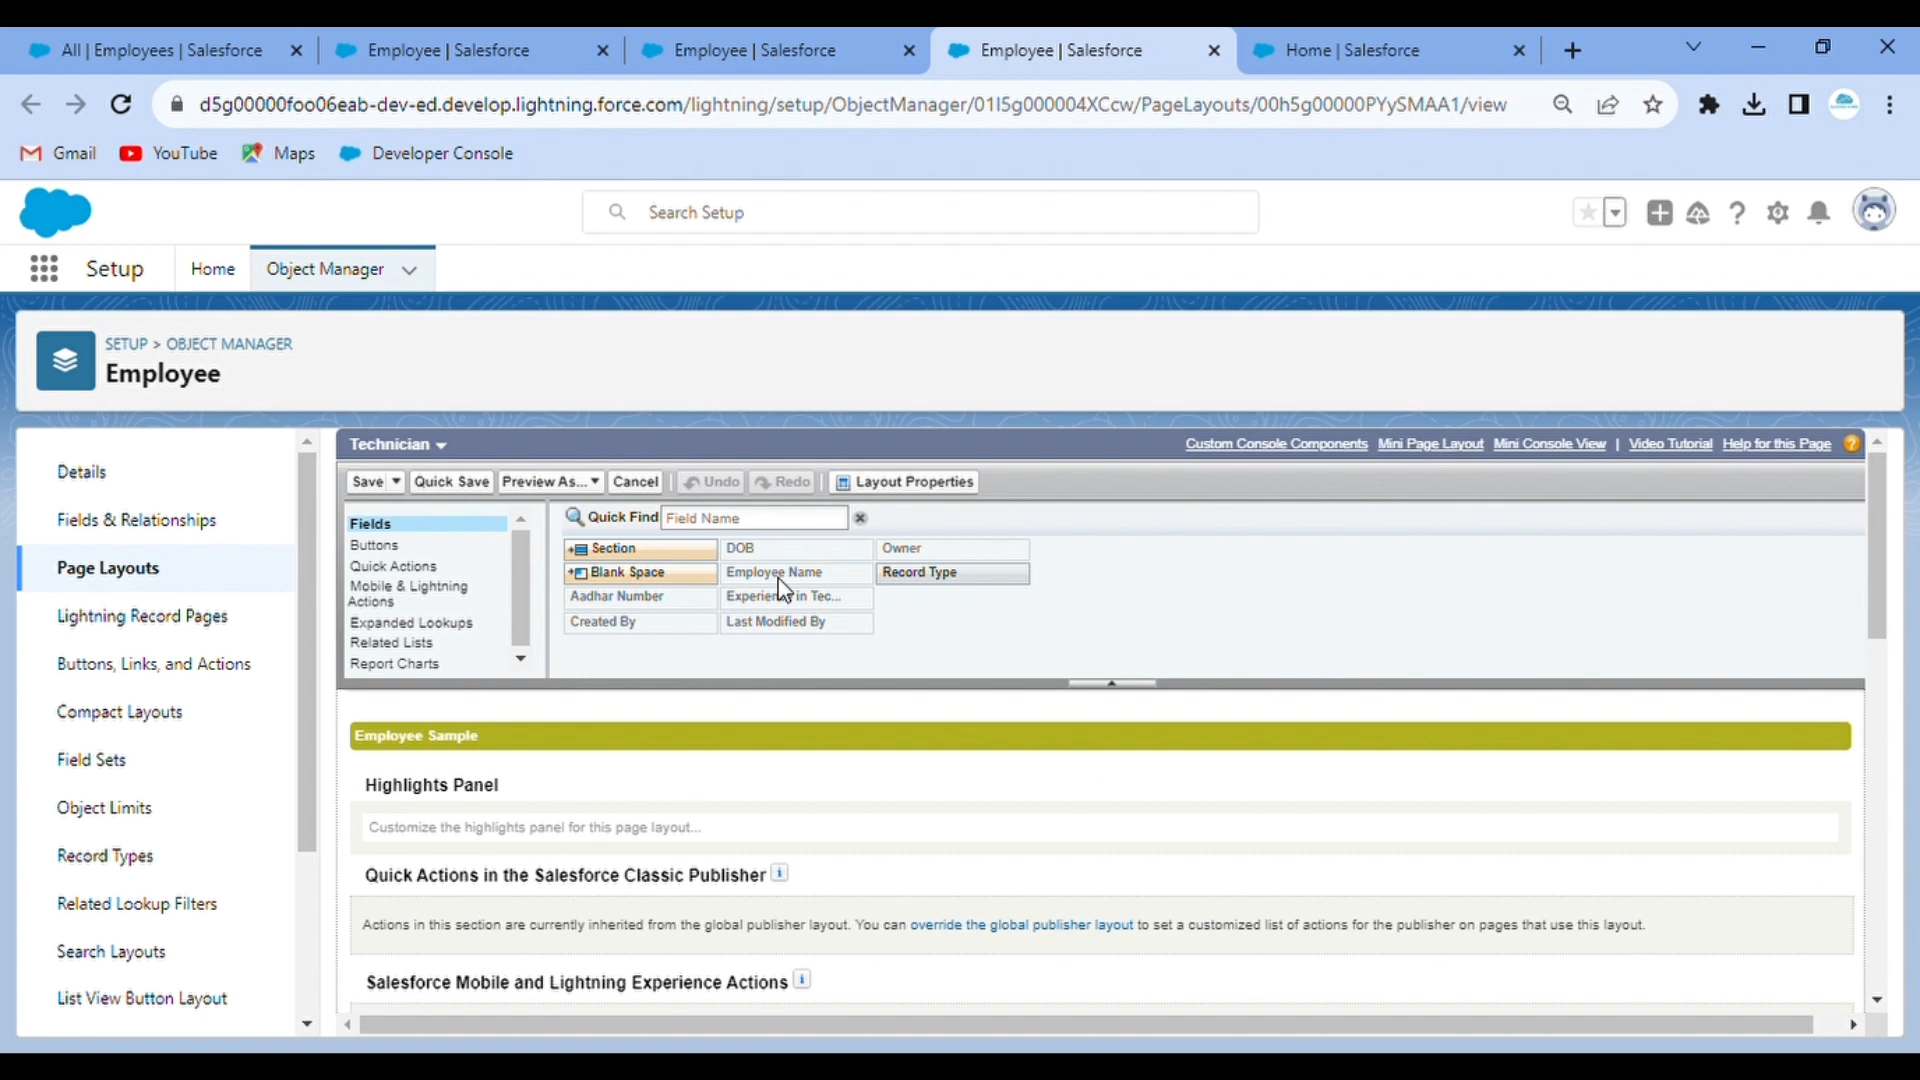 All | Employees | Salesforce
Employee | Salesforce
Employee | Salesforce
Employee | Salesforce
Home | Salesforce
d5g00000foo06eab-dev-ed.develop.lightning.force.com/lightning/setup/ObjectManager/01I5g000004XCcw/PageLayouts/00h5g00000PYySMAA1/view
Gmail
YouTube
Maps
Developer Console
Search Setup
Setup
Home
Object Manager
SETUP > OBJECT MANAGER
Employee
Details
Fields & Relationships
Page Layouts
Lightning Record Pages
Buttons, Links, and Actions
Compact Layouts
Field Sets
Object Limits
Record Types
Related Lookup Filters
Search Layouts
List View Button Layout
Technician
Custom Console Components
Mini Page Layout
Mini Console View
|
Video Tutorial
Help for this Page
Save
Quick Save
Preview As...
Cancel
Undo
Redo
Layout Properties
Fields
Buttons
Quick Actions
Mobile & Lightning
Actions
Expanded Lookups
Related Lists
Report Charts
Quick Find
Field Name
Section
DOB
Owner
Blank Space
Employee Name
Record Type
Aadhar Number
Experience in Tec...
Created By
Last Modified By
Employee Sample
Highlights Panel
Customize the highlights panel for this page layout...
Quick Actions in the Salesforce Classic Publisher
Actions in this section are currently inherited from the global publisher layout. You can override the global publisher layout to set a customized list of actions for the publisher on pages that use this layout.
Salesforce Mobile and Lightning Experience Actions